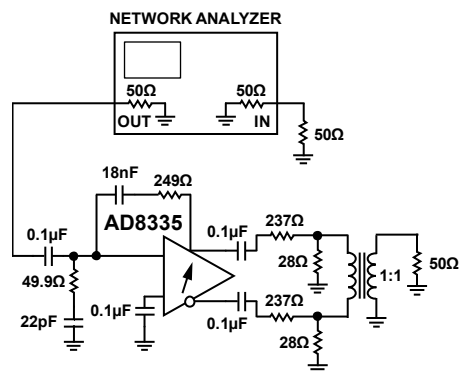 NETWORK ANALYZER
50Ω
50Ω
OUT
IN
50Ω
18nF
249Ω
AD8335
0.1µF
0.1µF
237Ω
28Ω
1:1
50Ω
49.9Ω
22pF
0.1µF
0.1µF
237Ω
28Ω